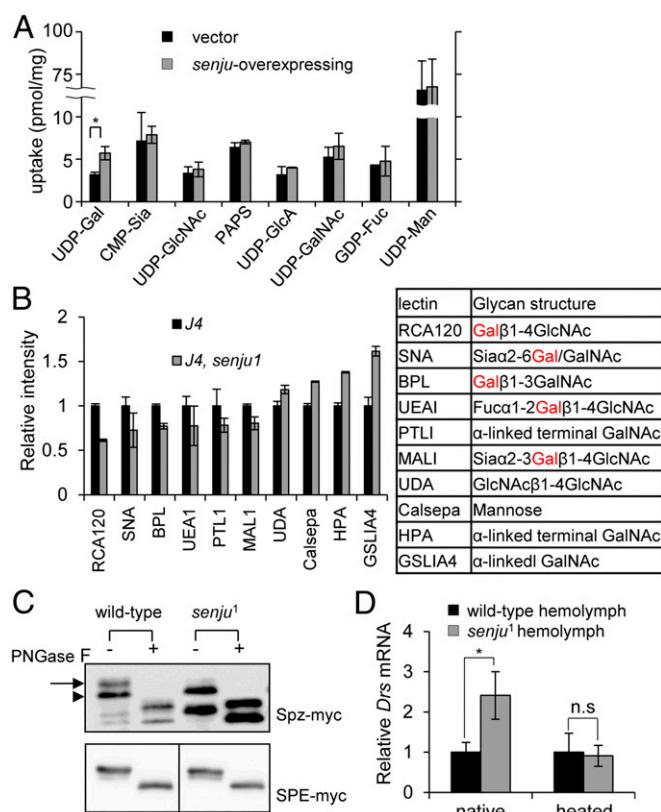 A
vector
senju-overexpressing
uptake (pmol/mg)
100
75
10
5
0
*
UDP-Gal
CMP-Sia
UDP-GlcNAc
PAPS
UDP-GlcA
UDP-GalNAc
GDP-Fuc
UDP-Man
B
J4
J4, senju1
Relative intensity
2
1.5
1
0.5
0
RCA120
SNA
BPL
UEA1
PTL1
MAL1
UDA
Calsepa
HPA
GSLIA4
lectin Glycan structure
RCA120 Galβ1-4GlcNAc
SNA Siaα2-6Gal/GalNAc
BPL Galβ1-3GalNAc
UEAI Fucα1-2Galβ1-4GlcNAc
PTLI α-linked terminal GalNAc
MALI Siaα2-3Galβ1-4GlcNAc
UDA GlcNAcβ1-4GlcNAc
Calsepa Mannose
HPA α-linked terminal GalNAc
GSLIA4 α-linkedl GalNAc
C
wild-type senju1
PNGase F - + - +
Spz-myc
SPE-myc
D
wild-type hemolymph
senju1 hemolymph
Relative Drs mRNA
4
3
2
1
0
*
n.s
native heated